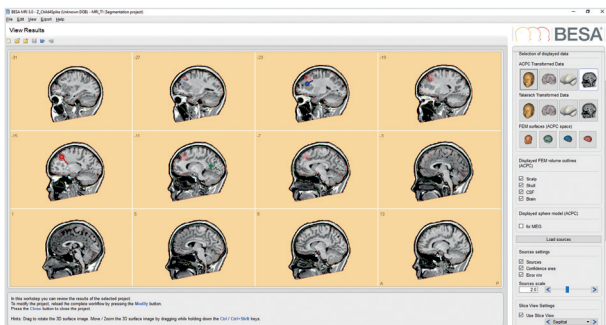 BESA MRI 3.0 - Z_Child4Spike (Unknown DOB) - MRI_T1 (Segmentation project)
File Edit View Export Help
View Results
BESA
-31
-27
-23
-19
Selection of displayed data
ACPC Transformed Data
Talairach Transformed Data
-15
-11
-7
-3
FEM surfaces (ACPC space)
Displayed FEM volume outlines
(ACPC)
Scalp
Skull
CSF
Brain
1
5
9
13
Displayed sphere model (ACPC)
for MEG
Load sources
Sources settings
Sources
Confidence area
Error rim
Sources scale
2.0
A
P
In this workstep you can review the results of the selected project.
To modify the project, reload the complete workflow by pressing the Modify button.
Press the Close button to close the project.
Hints: Drag to rotate the 3D surface image. Move / Zoom the 3D surface image by dragging while holding down the Ctrl / Ctrl+Shift keys.
Slice View Settings
Use Slice View
Sagittal